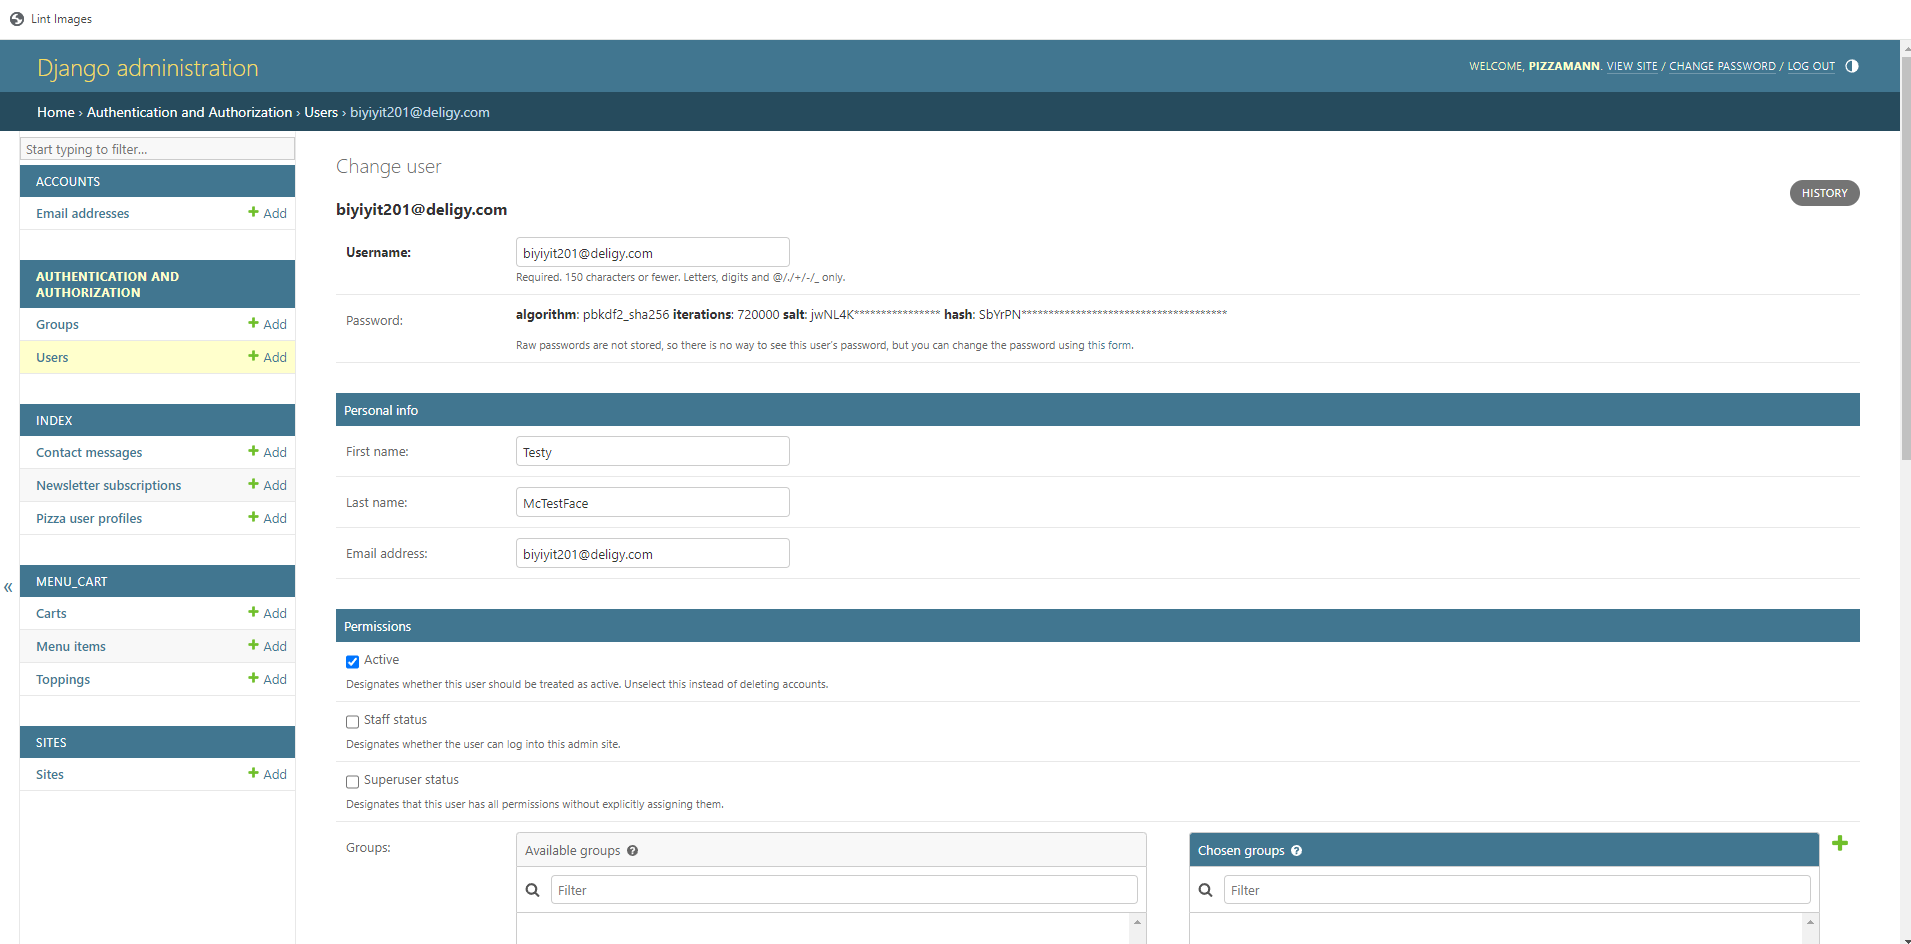 Lint Images
Django administration
WELCOME, PIZZAMANN. VIEW SITE / CHANGE PASSWORD / LOG OUT
Home › Authentication and Authorization › Users › biyiyit201@deligy.com
Start typing to filter...
ACCOUNTS
Email addresses + Add
AUTHENTICATION AND
AUTHORIZATION
Groups + Add
Users + Add
INDEX
Contact messages + Add
Newsletter subscriptions + Add
Pizza user profiles + Add
«
MENU_CART
Carts + Add
Menu items + Add
Toppings + Add
SITES
Sites + Add
Change user
HISTORY
biyiyit201@deligy.com
Username: biyiyit201@deligy.com
Required. 150 characters or fewer. Letters, digits and @/./+/-/_ only.
Password: algorithm: pbkdf2_sha256 iterations: 720000 salt: jwNL4K**************** hash: SbYrPN**************************************
Raw passwords are not stored, so there is no way to see this user's password, but you can change the password using this form.
Personal info
First name: Testy
Last name: McTestFace
Email address: biyiyit201@deligy.com
Permissions
Active
Designates whether this user should be treated as active. Unselect this instead of deleting accounts.
Staff status
Designates whether the user can log into this admin site.
Superuser status
Designates that this user has all permissions without explicitly assigning them.
Groups:
Available groups ?
Filter
Chosen groups ?
Filter